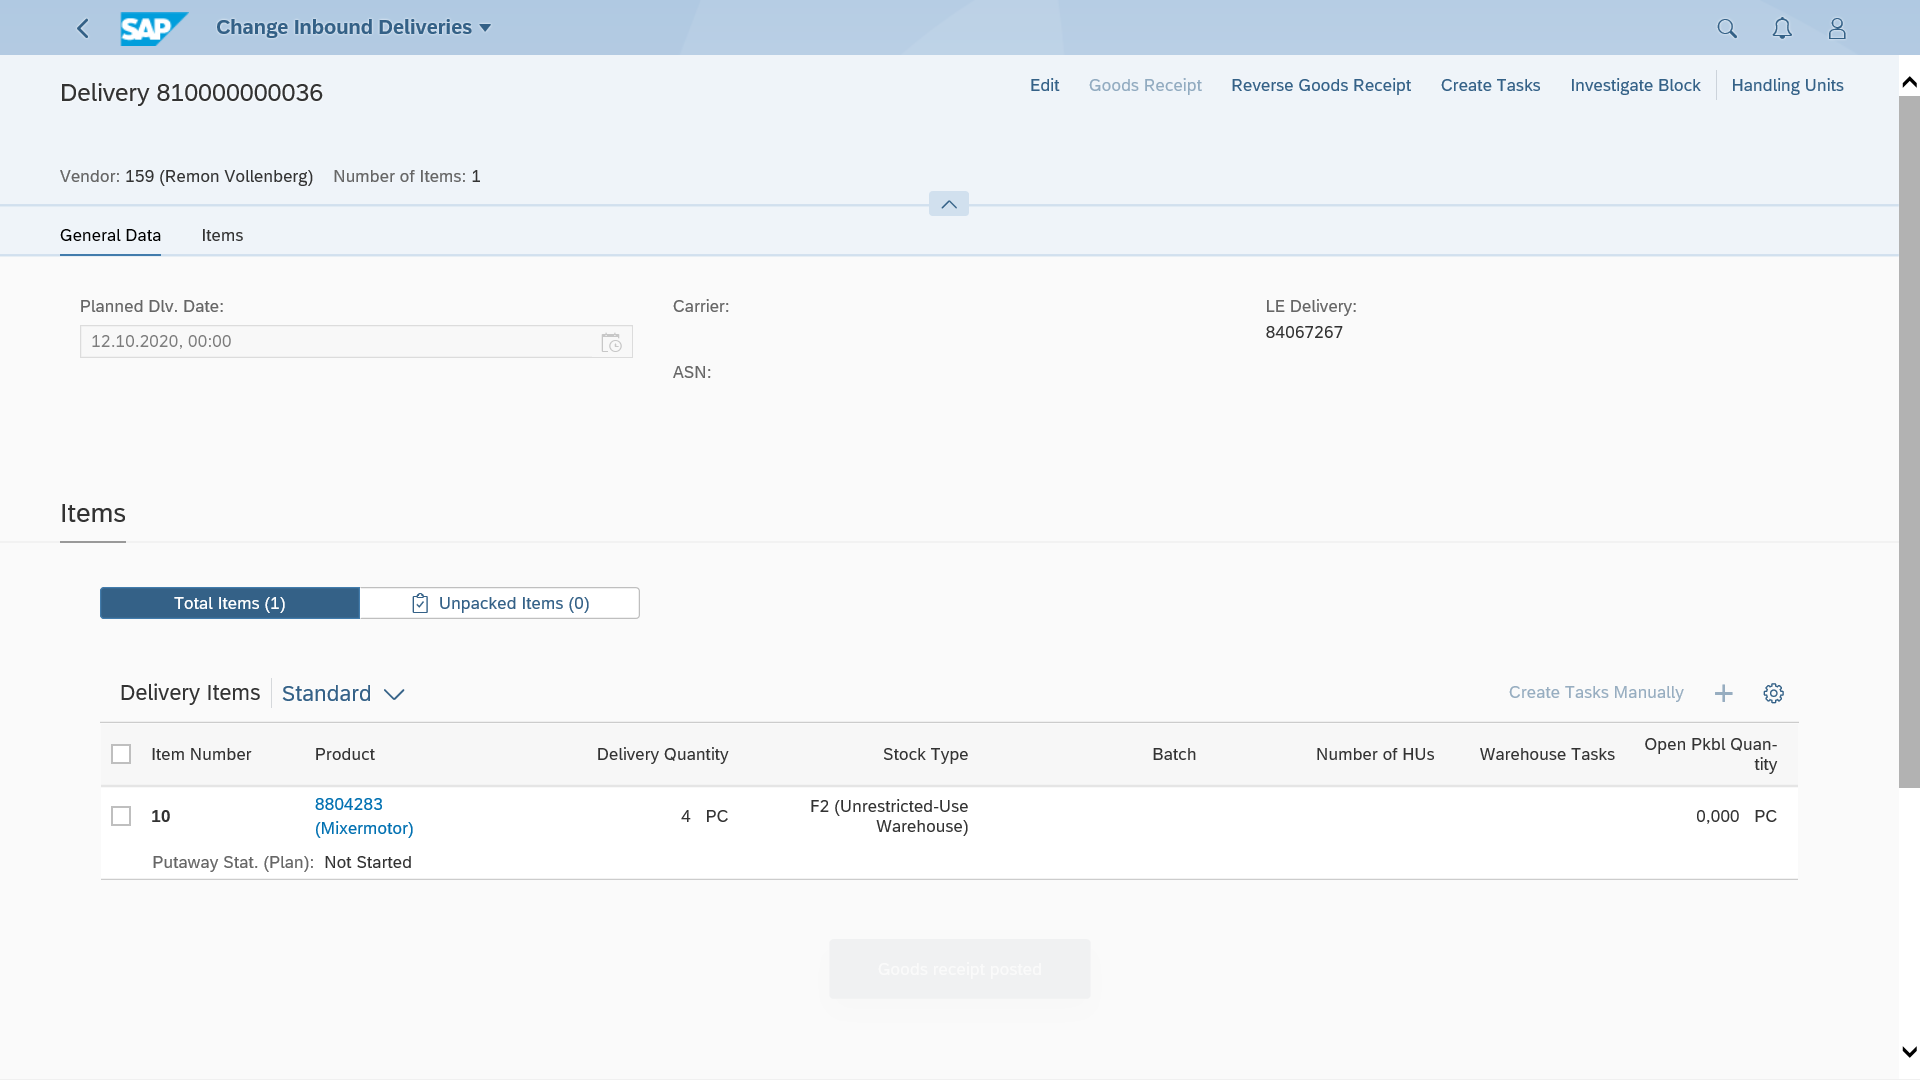 SAP Change Inbound Deliveries
Delivery 810000000036
Edit Goods Receipt Reverse Goods Receipt Create Tasks Investigate Block Handling Units
Vendor: 159 (Remon Vollenberg) Number of Items: 1
General Data Items
Planned Dlv. Date: Carrier: LE Delivery:
12.10.2020, 00:00 84067267
ASN:
Items
Total Items (1) Unpacked Items (0)
Delivery Items Standard Create Tasks Manually
Item Number Product Delivery Quantity Stock Type Batch Number of HUs Warehouse Tasks Open Pkbl Quan-
tity
10 8804283 4 PC F2 (Unrestricted-Use 0,000 PC
(Mixermotor) Warehouse)
Putaway Stat. (Plan): Not Started
Goods receipt posted